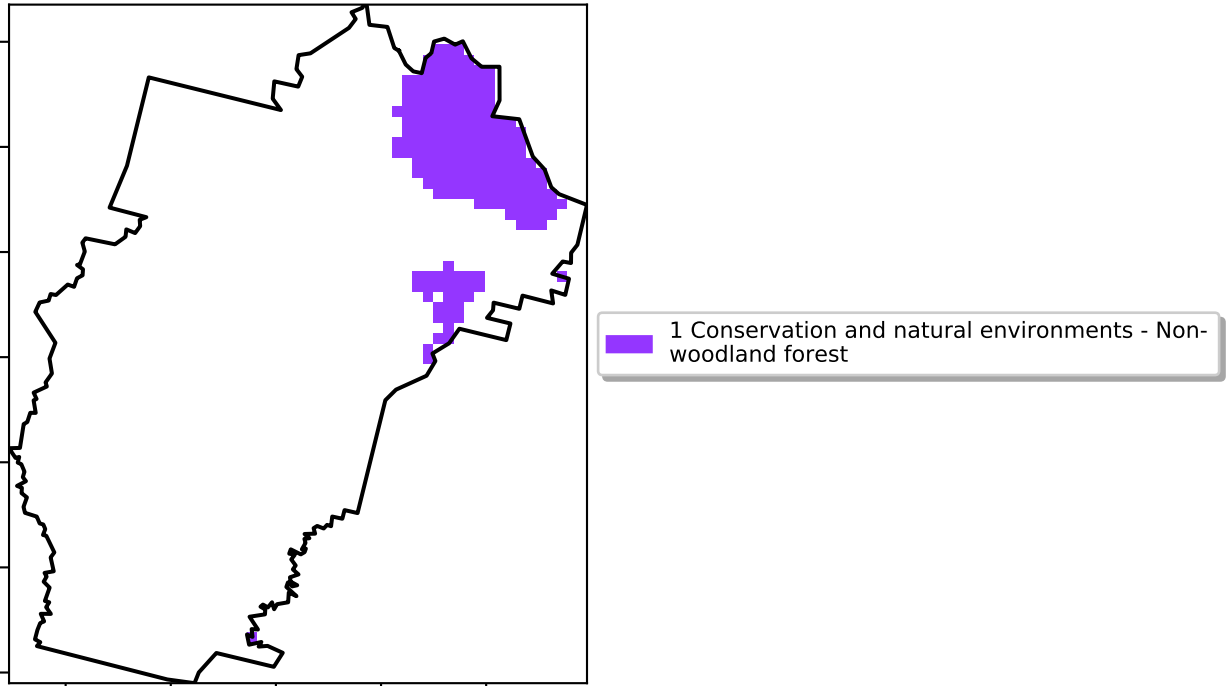 1 Conservation and natural environments - Non-
woodland forest